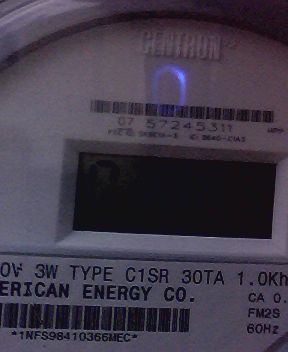 CENTRON
07 57245311
0V 3W TYPE C1SR 30TA 1.0Kh
ERICAN ENERGY CO.
CA 0.
FM2S
*1NFS98410366MEC*
60Hz